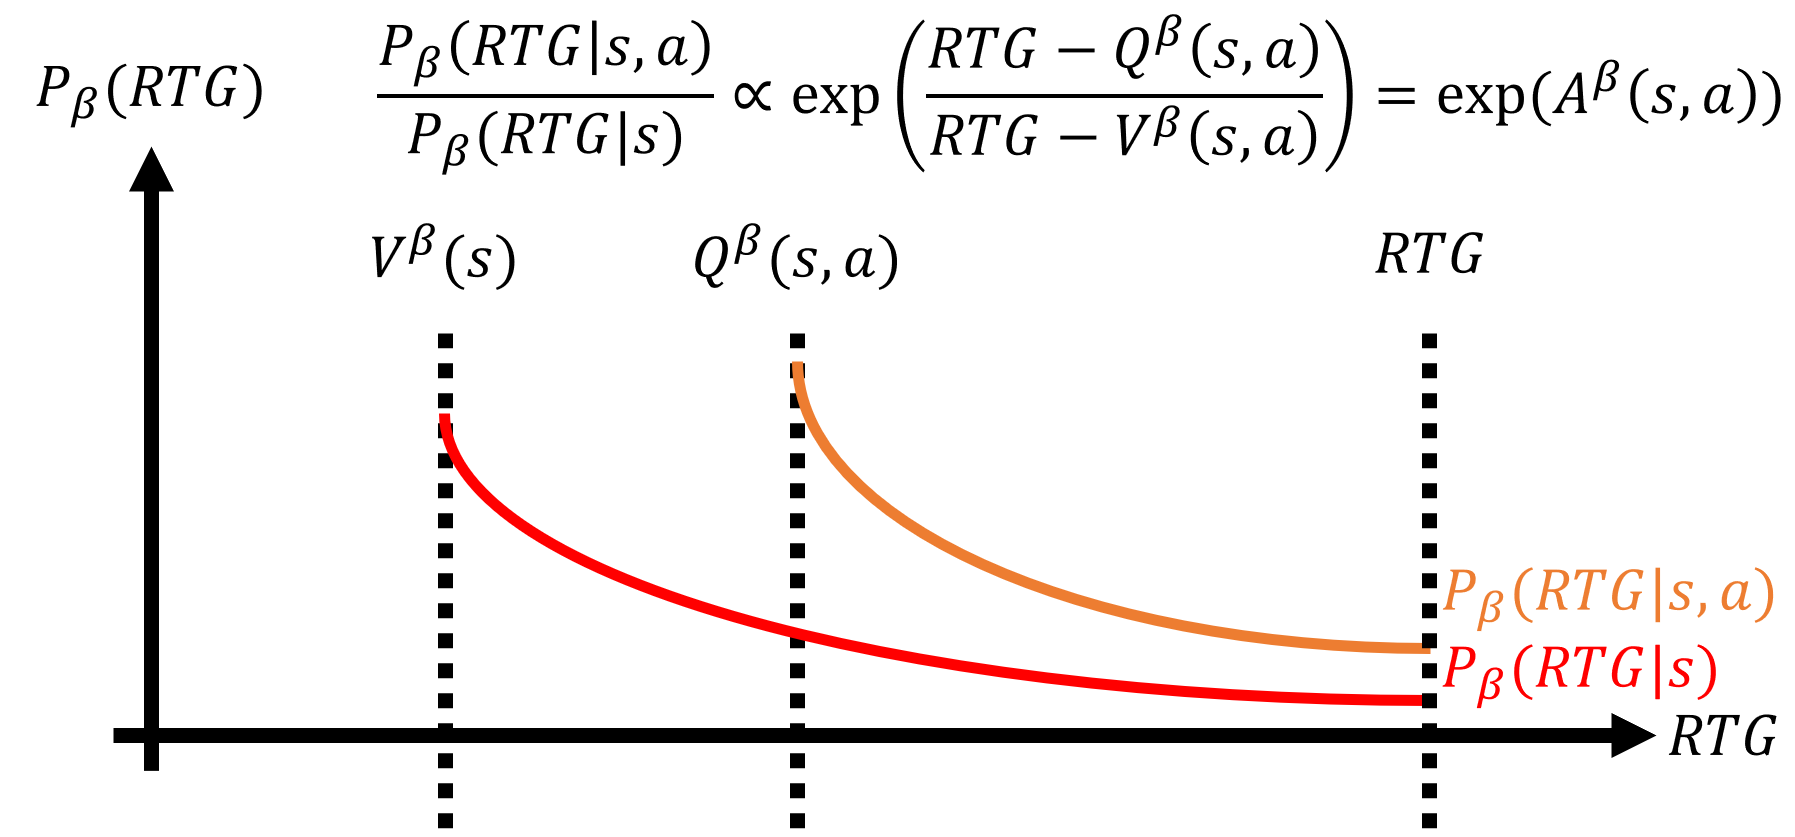 P_β(RTG)
P_β(RTG|s, a) / P_β(RTG|s) ∝ exp((RTG − Q^β(s, a)) / (RTG − V^β(s, a))) = exp(A^β(s, a))
V^β(s) Q^β(s, a) RTG
P_β(RTG|s, a)
P_β(RTG|s)
RTG